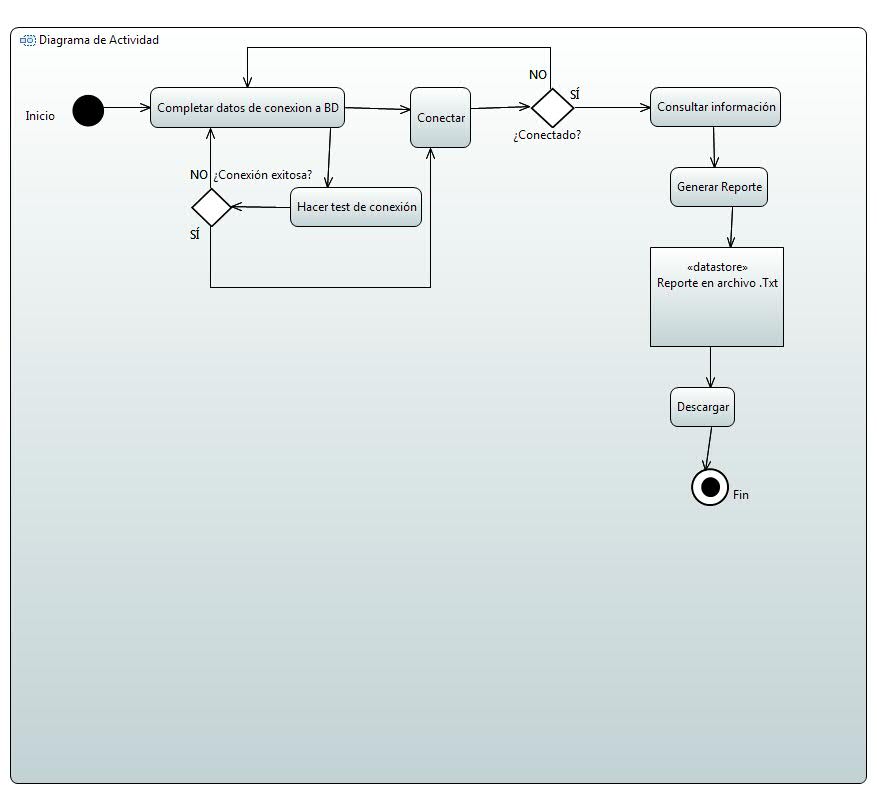 Diagrama de Actividad
NO
SÍ
Inicio
Completar datos de conexion a BD
Conectar
Consultar información
¿Conectado?
NO
¿Conexión exitosa?
Hacer test de conexión
SÍ
Generar Reporte
«datastore»
Reporte en archivo .Txt
Descargar
Fin